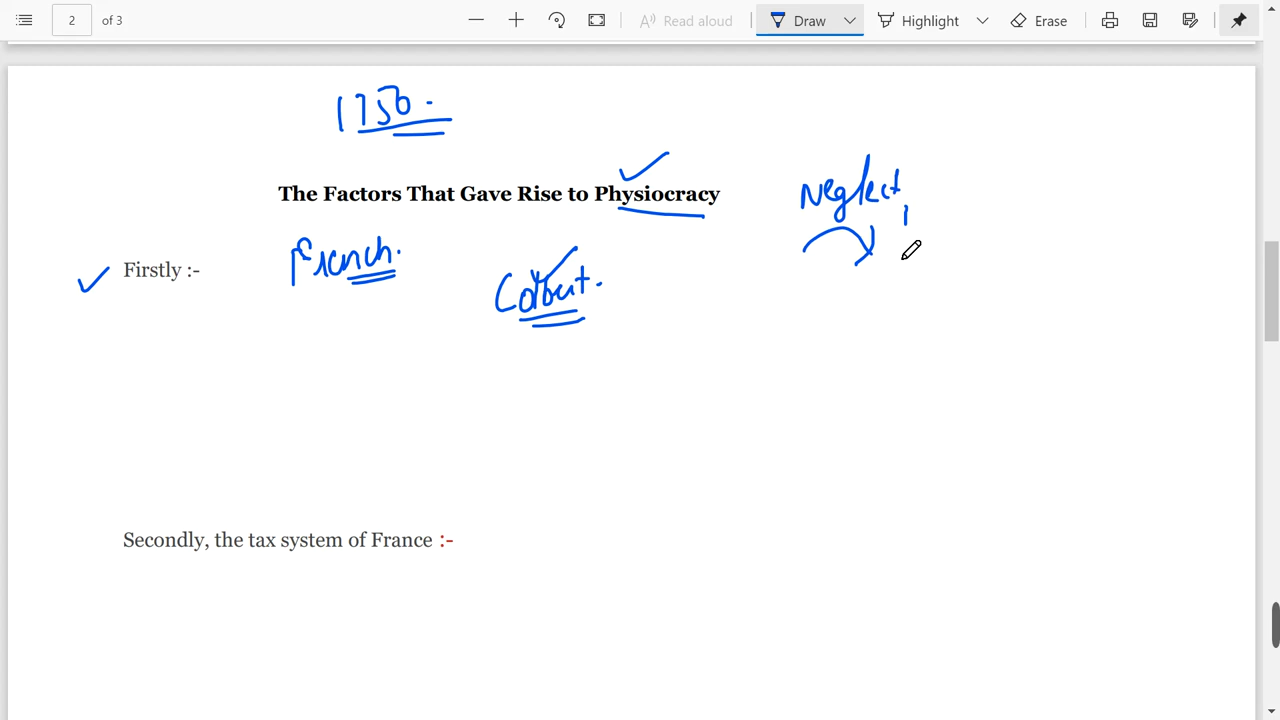 2 of 3 Read aloud Draw Highlight Erase
1750.
The Factors That Gave Rise to Physiocracy
Neglect
Firstly :-
French.
Colbert.
Secondly, the tax system of France :-